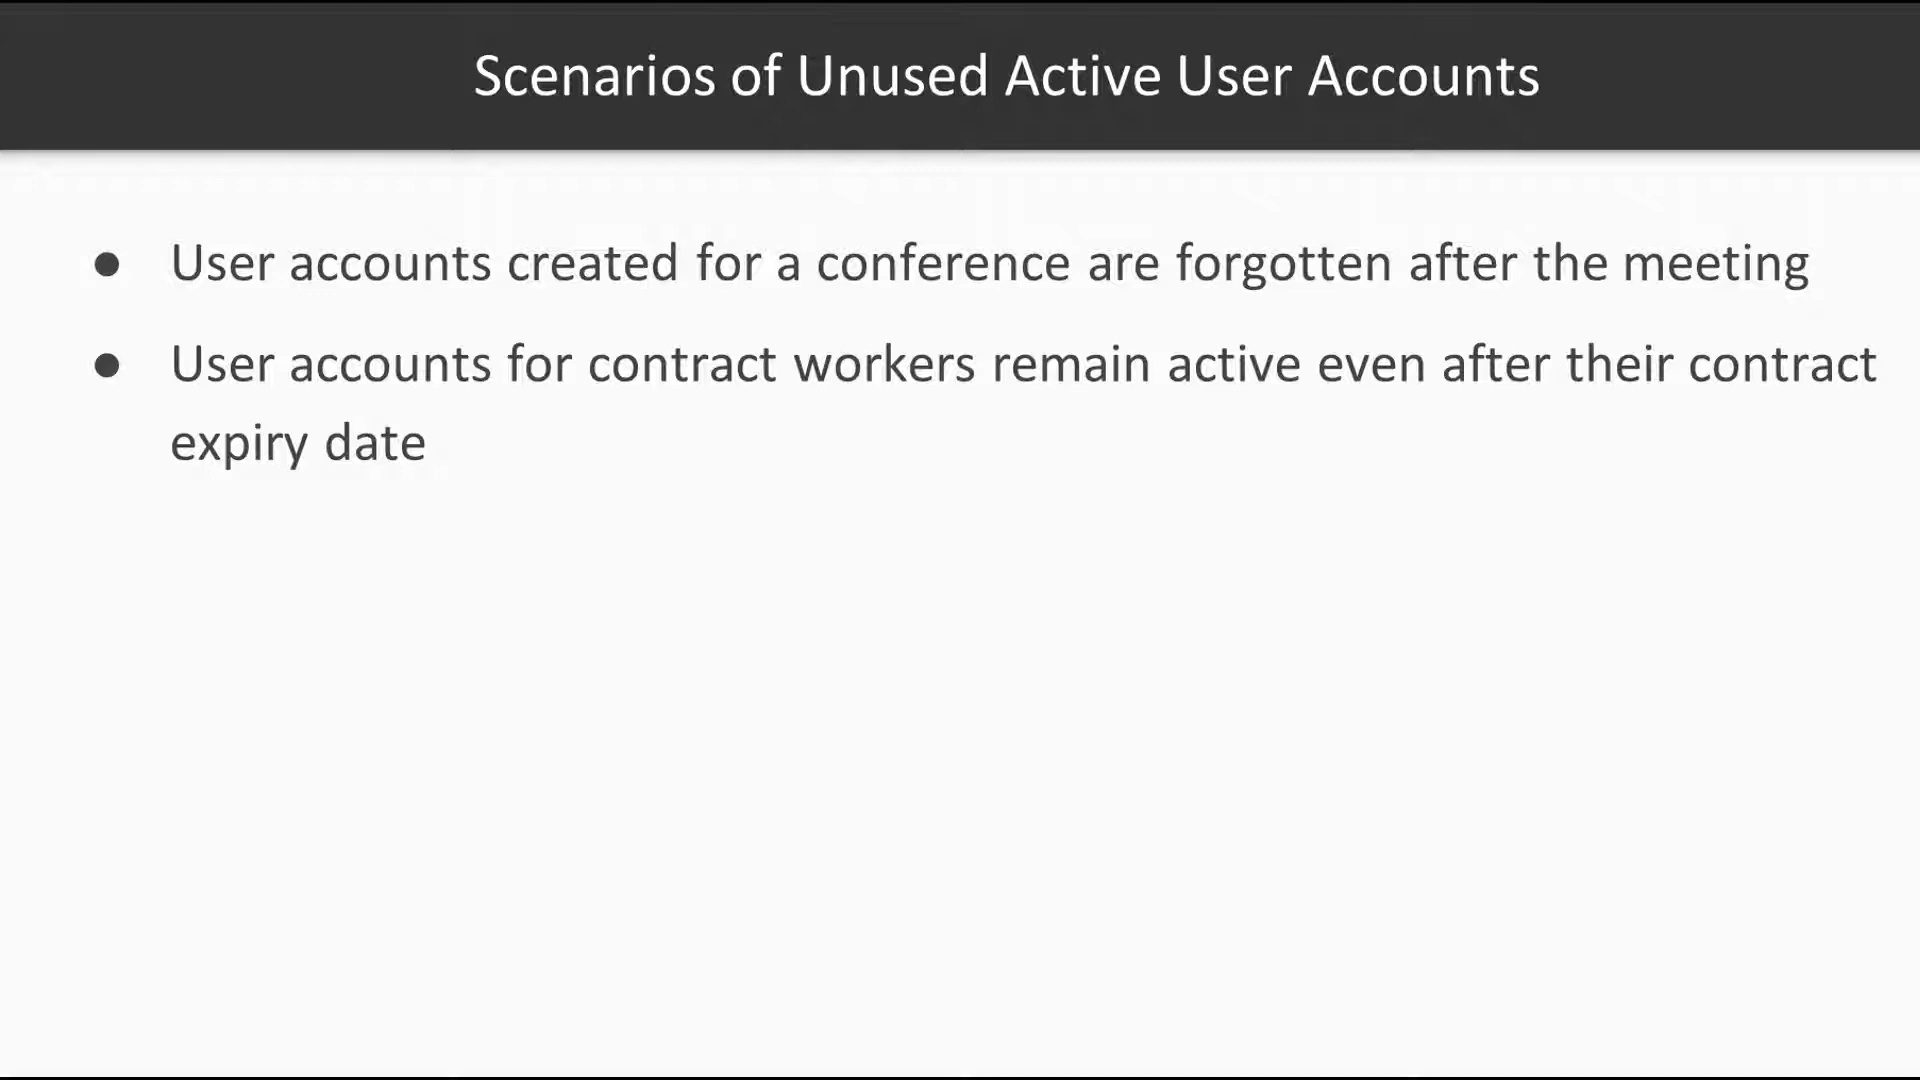 Scenarios of Unused Active User Accounts
● User accounts created for a conference are forgotten after the meeting
● User accounts for contract workers remain active even after their contract
expiry date